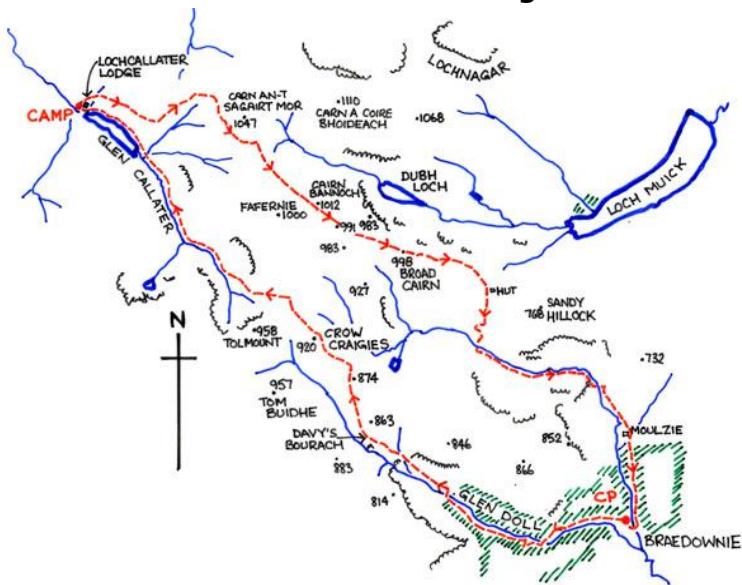 LOCHCALLATER
LODGE
CAMP
GLEN CALLATER
CARN AN-T
SAGAIRT MOR
1047
1110
CARN A COIRE
BHOIDEACH
1068
LOCHNAGAR
DUBH
LOCH
LOCH MUICK
CAIRN
BANNOCH
1012
FAFERNIE
1000
991
983
983
998
BROAD
CAIRN
HUT
SANDY
768 HILLOCK
732
927
N
958
TOLMOUNT
920
CROW
CRAIGIES
874
957
TOM
BUIDHE
863
DAVY'S
BOURACH
883
846
852
866
814
MOULZIE
GLEN DOLL
CP
BRAEDOWNIE